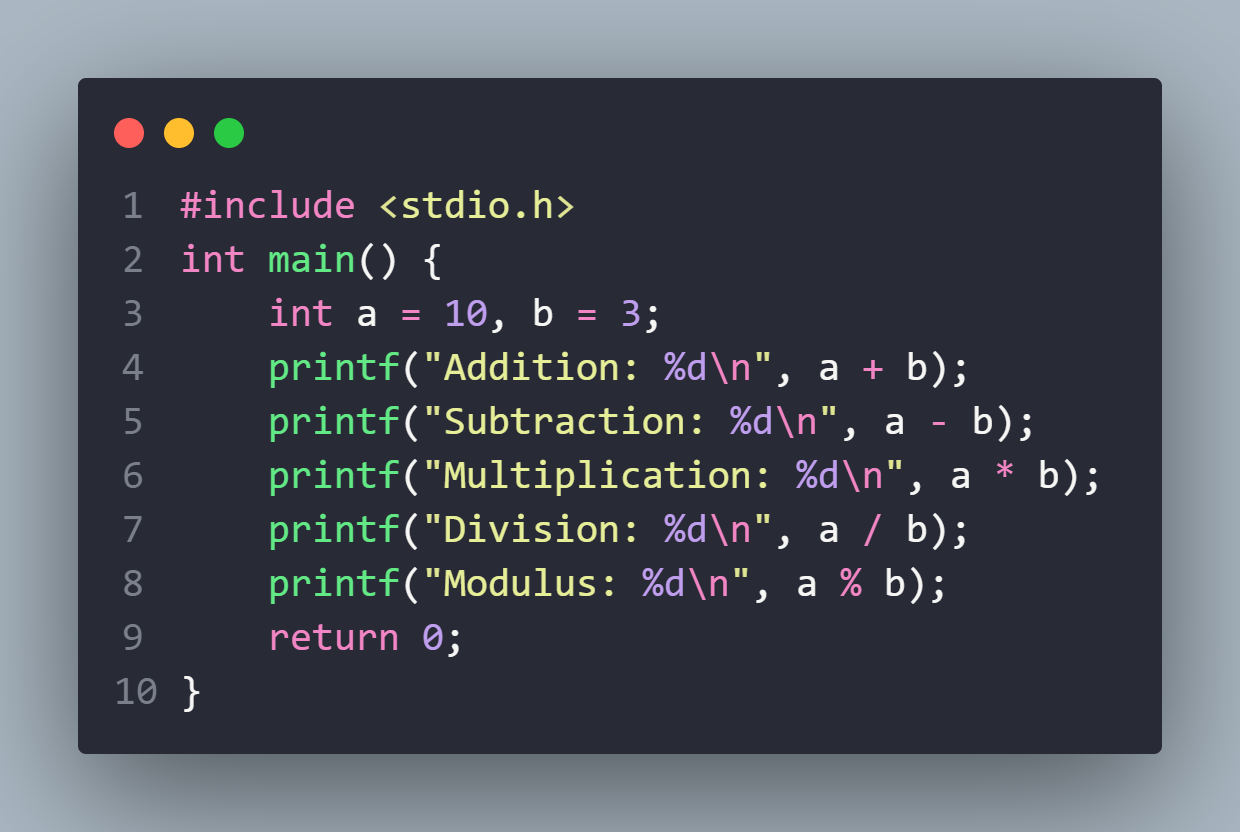 1 #include <stdio.h>
2 int main() {
3     int a = 10, b = 3;
4     printf("Addition: %d\n", a + b);
5     printf("Subtraction: %d\n", a - b);
6     printf("Multiplication: %d\n", a * b);
7     printf("Division: %d\n", a / b);
8     printf("Modulus: %d\n", a % b);
9     return 0;
10 }